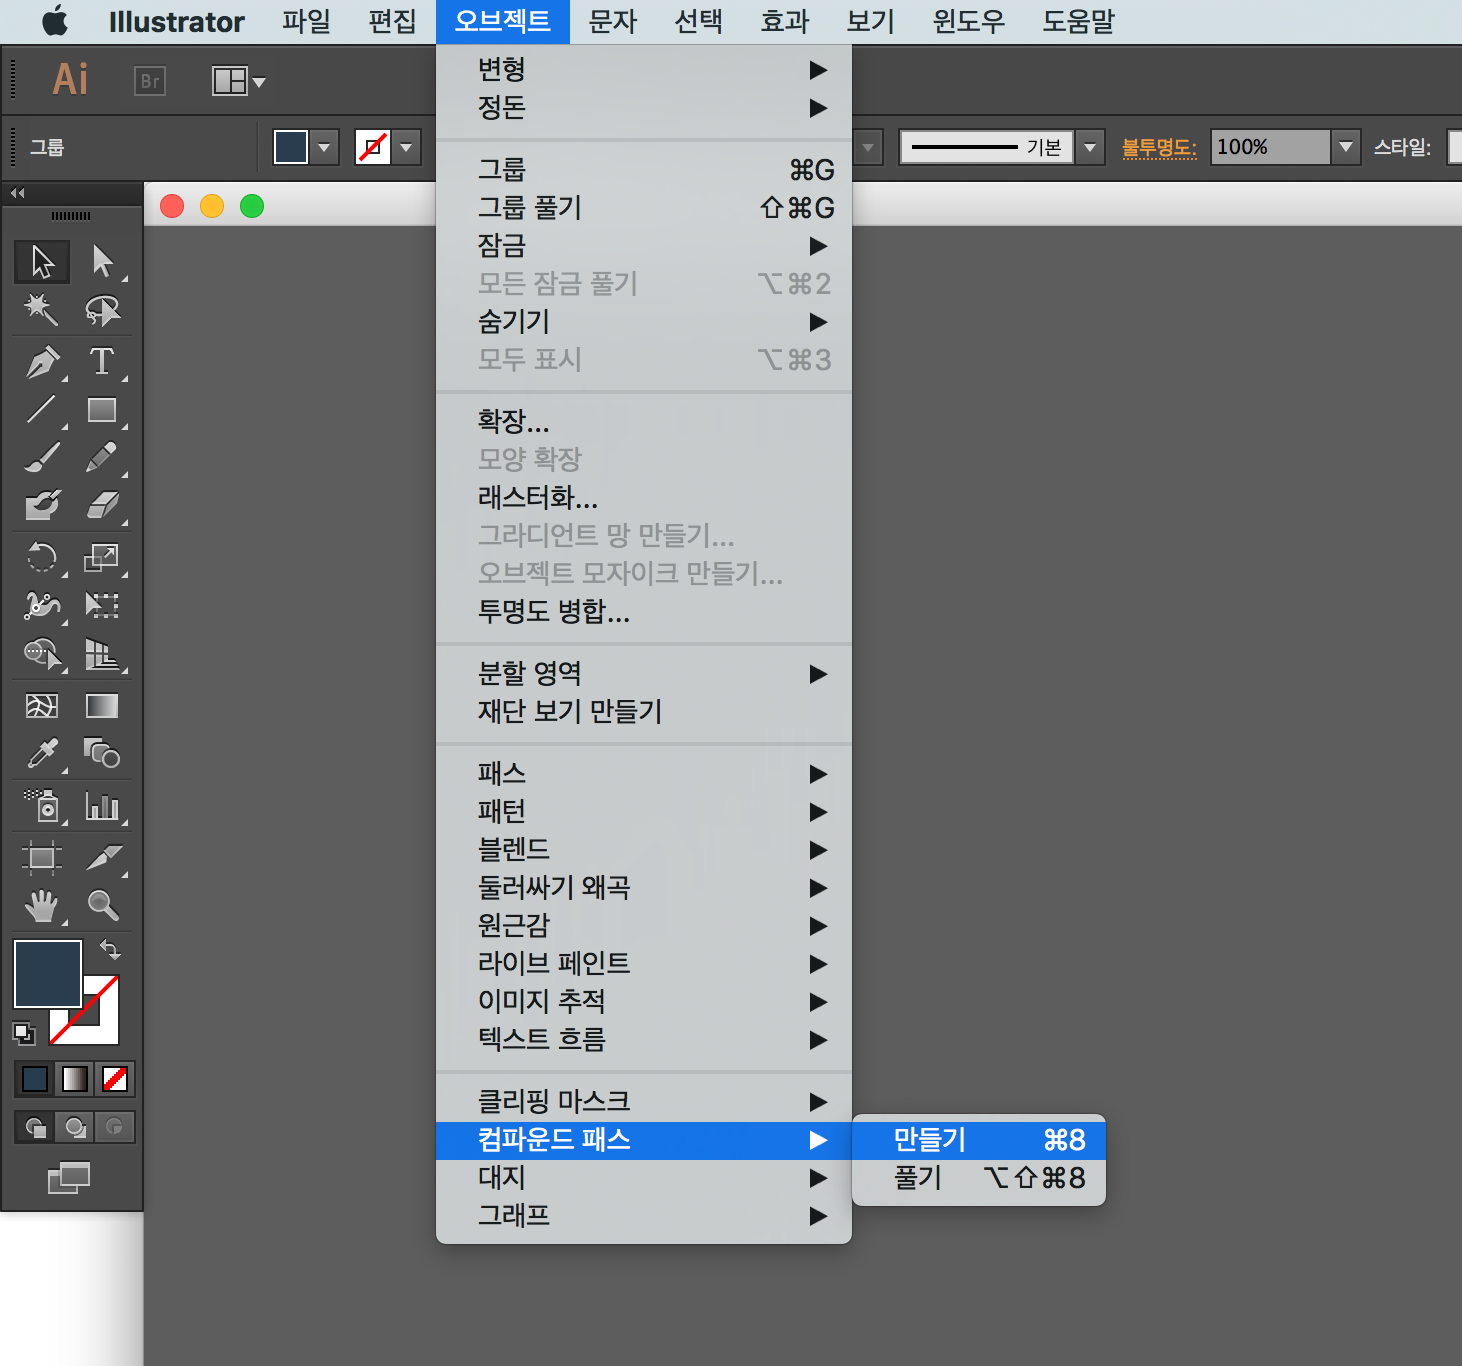 Illustrator 파일 편집 오브젝트 문자 선택 효과 보기 윈도우 도움말
Ai Br
그룹 기본 불투명도: 100% 스타일:
변형
정돈
그룹 ⌘G
그룹 풀기 ⇧⌘G
잠금
모든 잠금 풀기 ⌥⌘2
숨기기
모두 표시 ⌥⌘3
확장...
모양 확장
래스터화...
그라디언트 망 만들기...
오브젝트 모자이크 만들기...
투명도 병합...
분할 영역
재단 보기 만들기
패스
패턴
블렌드
둘러싸기 왜곡
원근감
라이브 페인트
이미지 추적
텍스트 흐름
클리핑 마스크
컴파운드 패스
만들기 ⌘8
대지
풀기 ⌥⇧⌘8
그래프